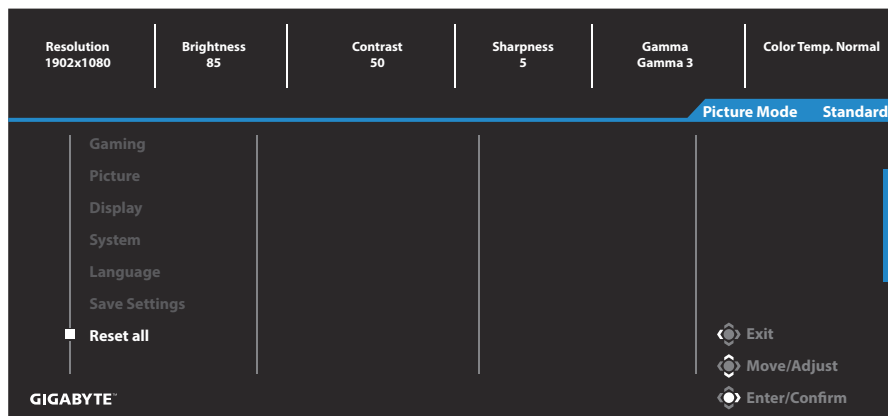 Resolution
1902x1080
Brightness
85
Contrast
50
Sharpness
5
Gamma
Gamma 3
Color Temp. Normal
Picture Mode Standard
Gaming
Picture
Display
System
Language
Save Settings
Reset all
Exit
Move/Adjust
Enter/Confirm
GIGABYTE™